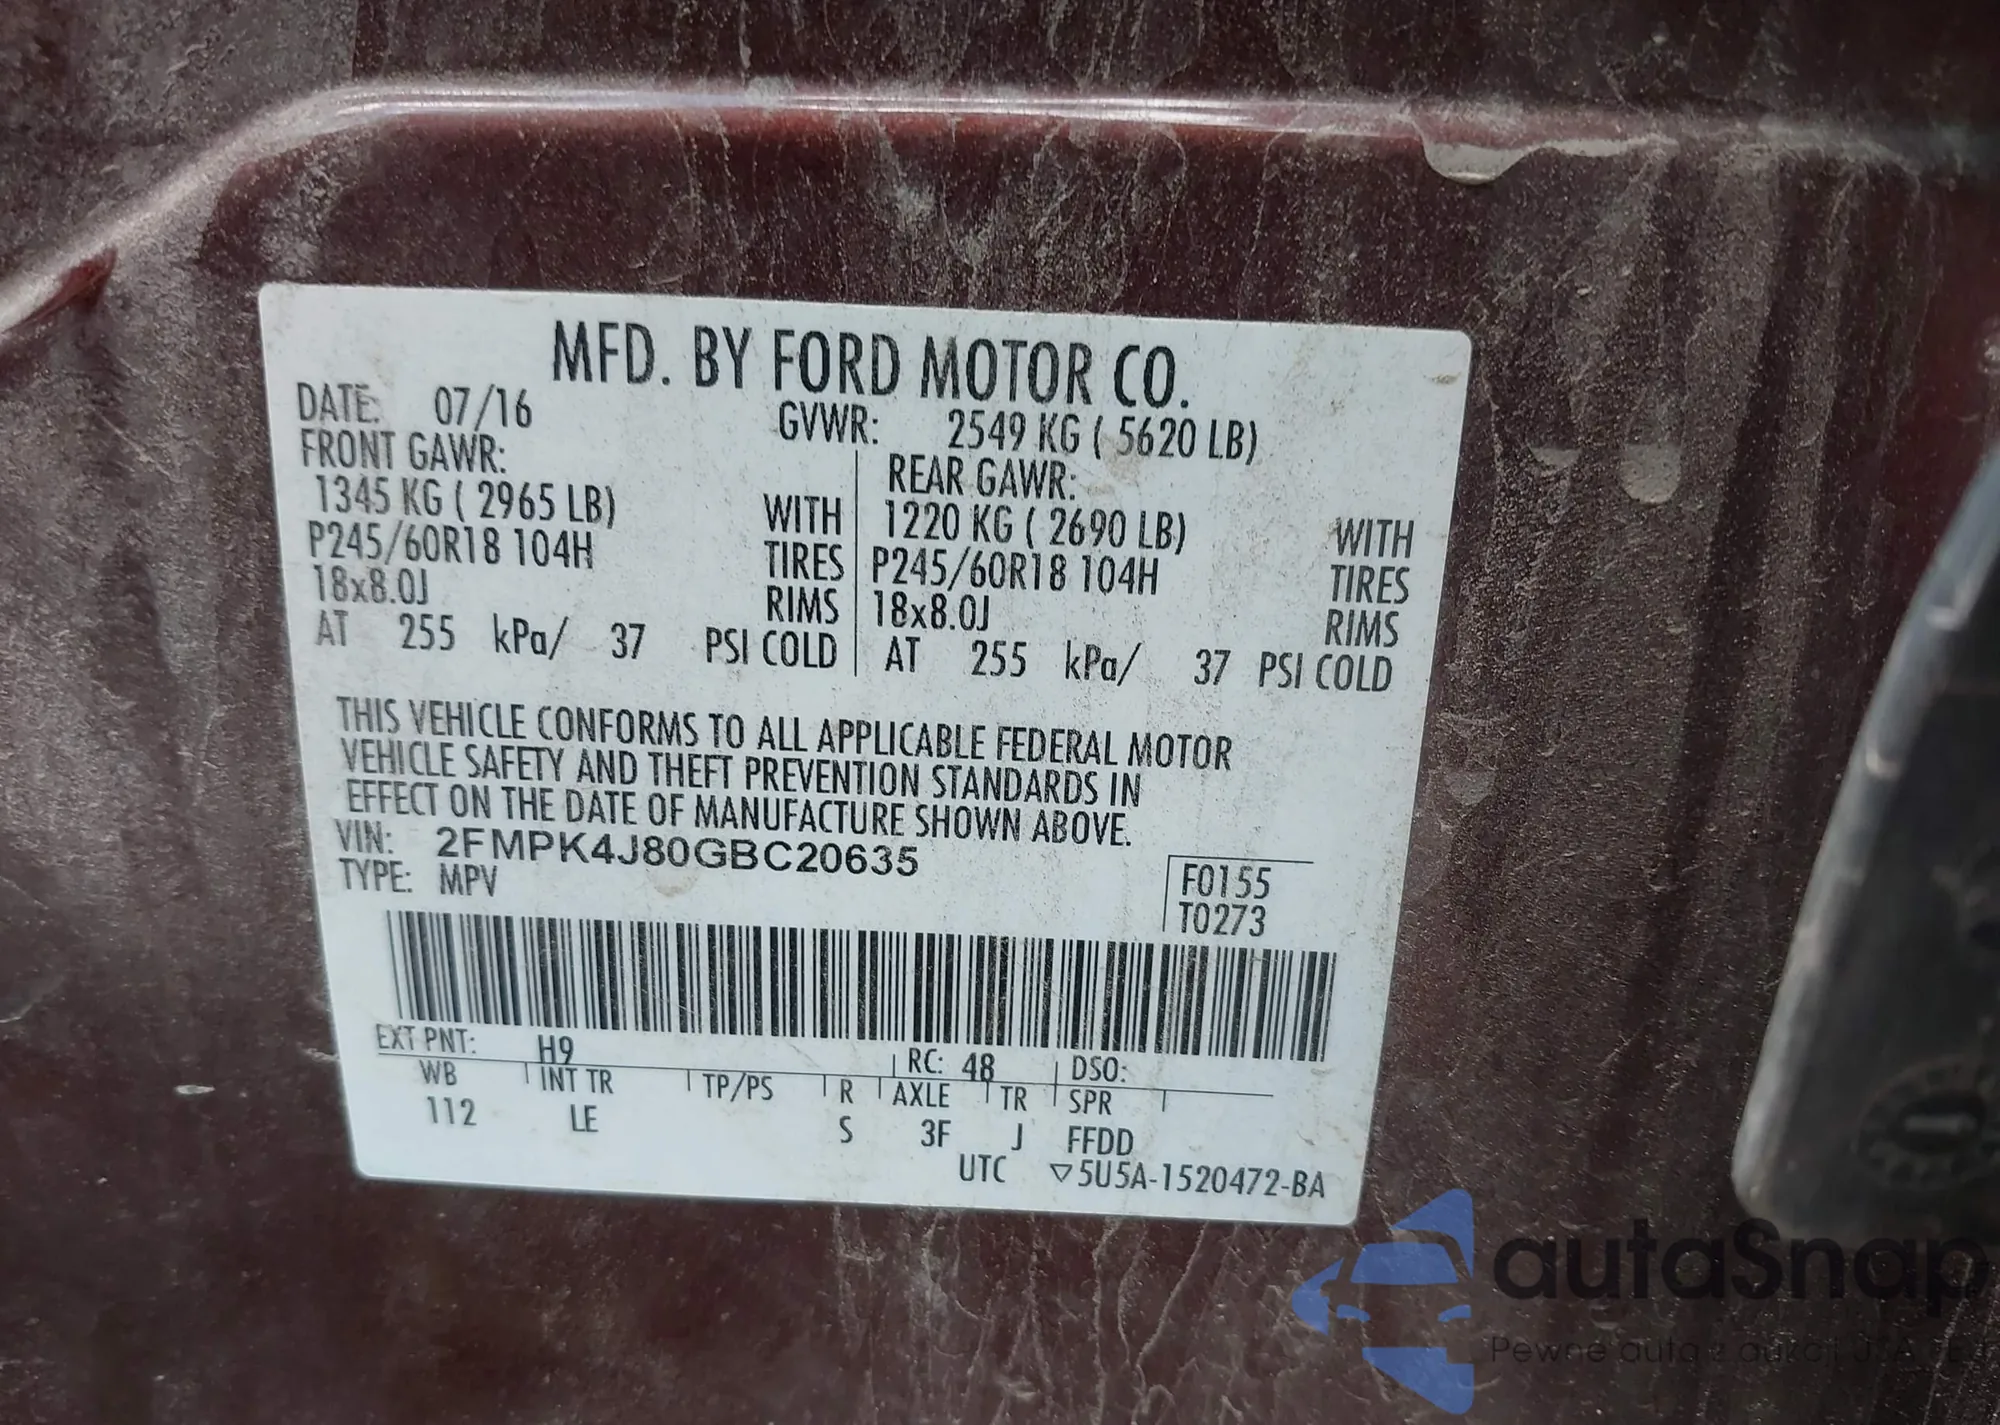 MFD. BY FORD MOTOR CO.
DATE: 07/16 GVWR: 2549 KG ( 5620 LB)
FRONT GAWR: REAR GAWR:
1345 KG ( 2965 LB) WITH 1220 KG ( 2690 LB) WITH
P245/60R18 104H TIRES P245/60R18 104H TIRES
18x8.0J RIMS 18x8.0J RIMS
AT 255 kPa/ 37 PSI COLD AT 255 kPa/ 37 PSI COLD
THIS VEHICLE CONFORMS TO ALL APPLICABLE FEDERAL MOTOR
VEHICLE SAFETY AND THEFT PREVENTION STANDARDS IN
EFFECT ON THE DATE OF MANUFACTURE SHOWN ABOVE.
VIN: 2FMPK4J80GBC20635
TYPE: MPV
F0155
T0273
EXT PNT: H9 RC: 48 DSO:
WB INT TR TP/PS R AXLE TR SPR
112 LE S 3F J FFDD
UTC ▽5U5A-1520472-BA
autaSnap
Pewne auta z aukcji